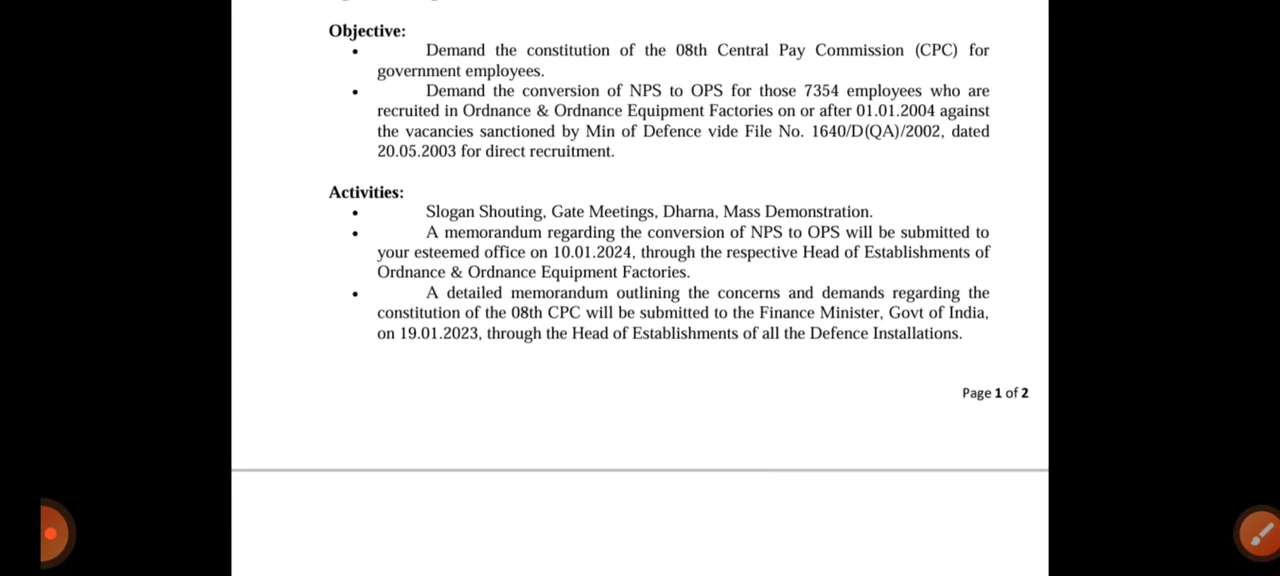 Objective:
• Demand the constitution of the 08th Central Pay Commission (CPC) for
government employees.
• Demand the conversion of NPS to OPS for those 7354 employees who are
recruited in Ordnance & Ordnance Equipment Factories on or after 01.01.2004 against
the vacancies sanctioned by Min of Defence vide File No. 1640/D(QA)/2002, dated
20.05.2003 for direct recruitment.
Activities:
• Slogan Shouting, Gate Meetings, Dharna, Mass Demonstration.
• A memorandum regarding the conversion of NPS to OPS will be submitted to
your esteemed office on 10.01.2024, through the respective Head of Establishments of
Ordnance & Ordnance Equipment Factories.
• A detailed memorandum outlining the concerns and demands regarding the
constitution of the 08th CPC will be submitted to the Finance Minister, Govt of India,
on 19.01.2023, through the Head of Establishments of all the Defence Installations.
Page 1 of 2